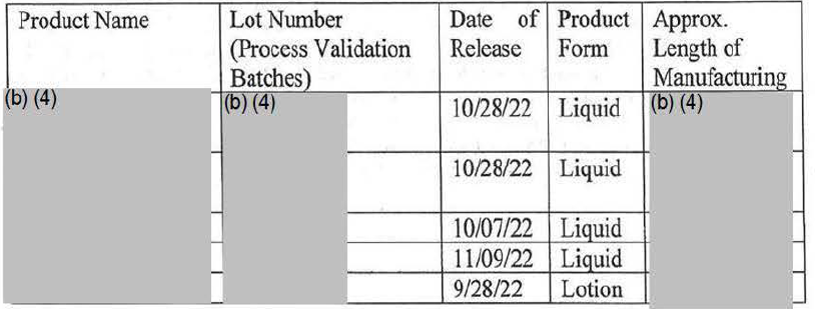 Product Name Lot Number Date of Product Approx.
(Process Validation Release Form Length of
Batches) Manufacturing
(b) (4) (b) (4) 10/28/22 Liquid (b) (4)
10/28/22 Liquid
10/07/22 Liquid
11/09/22 Liquid
9/28/22 Lotion